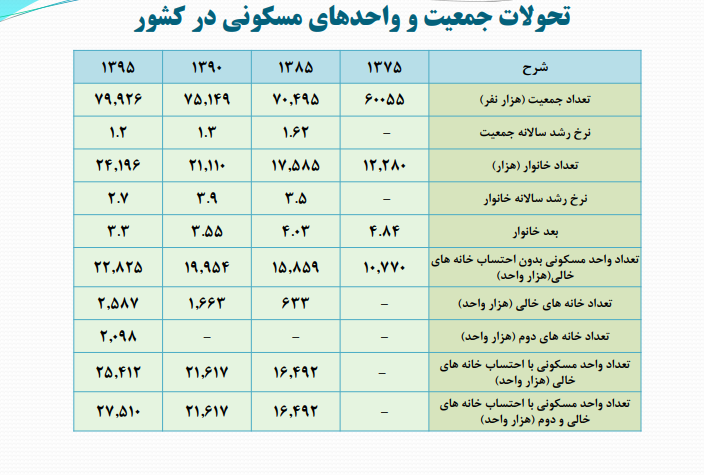 تحولات جمعیت و واحدهای مسکونی در کشور
شرح ۱۳۷۵ ۱۳۸۵ ۱۳۹۰ ۱۳۹۵
تعداد جمعیت (هزار نفر) ۶۰۰۵۵ ۷۰,۴۹۵ ۷۵,۱۴۹ ۷۹,۹۲۶
نرخ رشد سالانه جمعیت – ۱.۶۲ ۱.۳ ۱.۲
تعداد خانوار (هزار) ۱۲,۲۸۰ ۱۷,۵۸۵ ۲۱,۱۱۰ ۲۴,۱۹۶
نرخ رشد سالانه خانوار – ۳.۵ ۳.۹ ۲.۷
بعد خانوار ۴.۸۴ ۴.۰۳ ۳.۵۵ ۳.۳
تعداد واحد مسکونی بدون احتساب خانه های
خالی(هزار واحد) ۱۰,۷۷۰ ۱۵,۸۵۹ ۱۹,۹۵۴ ۲۲,۸۲۵
تعداد خانه های خالی (هزار واحد) – ۶۳۳ ۱,۶۶۳ ۲,۵۸۷
تعداد خانه های دوم (هزار واحد) – – – ۲,۰۹۸
تعداد واحد مسکونی با احتساب خانه های
خالی (هزار واحد) – ۱۶,۴۹۲ ۲۱,۶۱۷ ۲۵,۴۱۲
تعداد واحد مسکونی با احتساب خانه های
خالی و دوم (هزار واحد) – ۱۶,۴۹۲ ۲۱,۶۱۷ ۲۷,۵۱۰